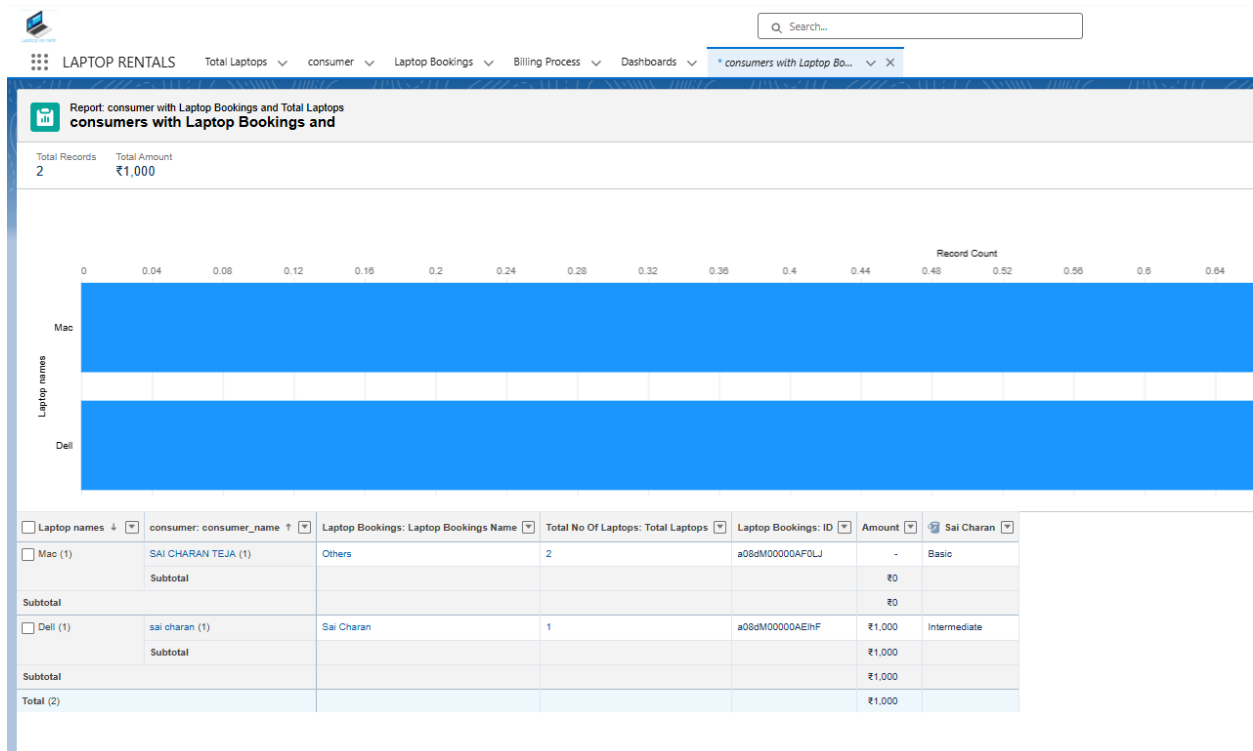 Search...
LAPTOP RENTALS Total Laptops consumer Laptop Bookings Billing Process Dashboards * consumers with Laptop Bo...
Report: consumer with Laptop Bookings and Total Laptops
consumers with Laptop Bookings and
Total Records Total Amount
2 ₹1,000
Record Count
0 0.04 0.08 0.12 0.16 0.2 0.24 0.28 0.32 0.36 0.4 0.44 0.48 0.52 0.56 0.6 0.64
Mac
Laptop names
Dell
Laptop names ↓ consumer: consumer_name ↑ Laptop Bookings: Laptop Bookings Name Total No Of Laptops: Total Laptops Laptop Bookings: ID Amount Sai Charan
Mac (1) SAI CHARAN TEJA (1) Others 2 a08dM00000AF0LJ - Basic
Subtotal ₹0
Subtotal ₹0
Dell (1) sai charan (1) Sai Charan 1 a08dM00000AEIhF ₹1,000 Intermediate
Subtotal ₹1,000
Subtotal ₹1,000
Total (2) ₹1,000